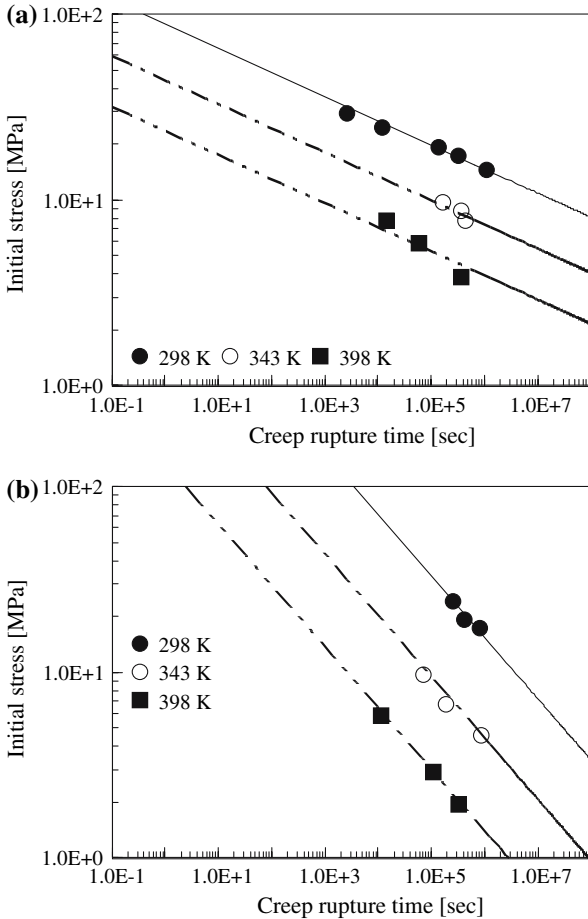 (a)
1.0E+2
1.0E+1
1.0E+0
Initial stress [MPa]
298 K 343 K 398 K
1.0E-1 1.0E+1 1.0E+3 1.0E+5 1.0E+7
Creep rupture time [sec]
(b)
1.0E+2
1.0E+1
1.0E+0
Initial stress [MPa]
298 K
343 K
398 K
1.0E-1 1.0E+1 1.0E+3 1.0E+5 1.0E+7
Creep rupture time [sec]